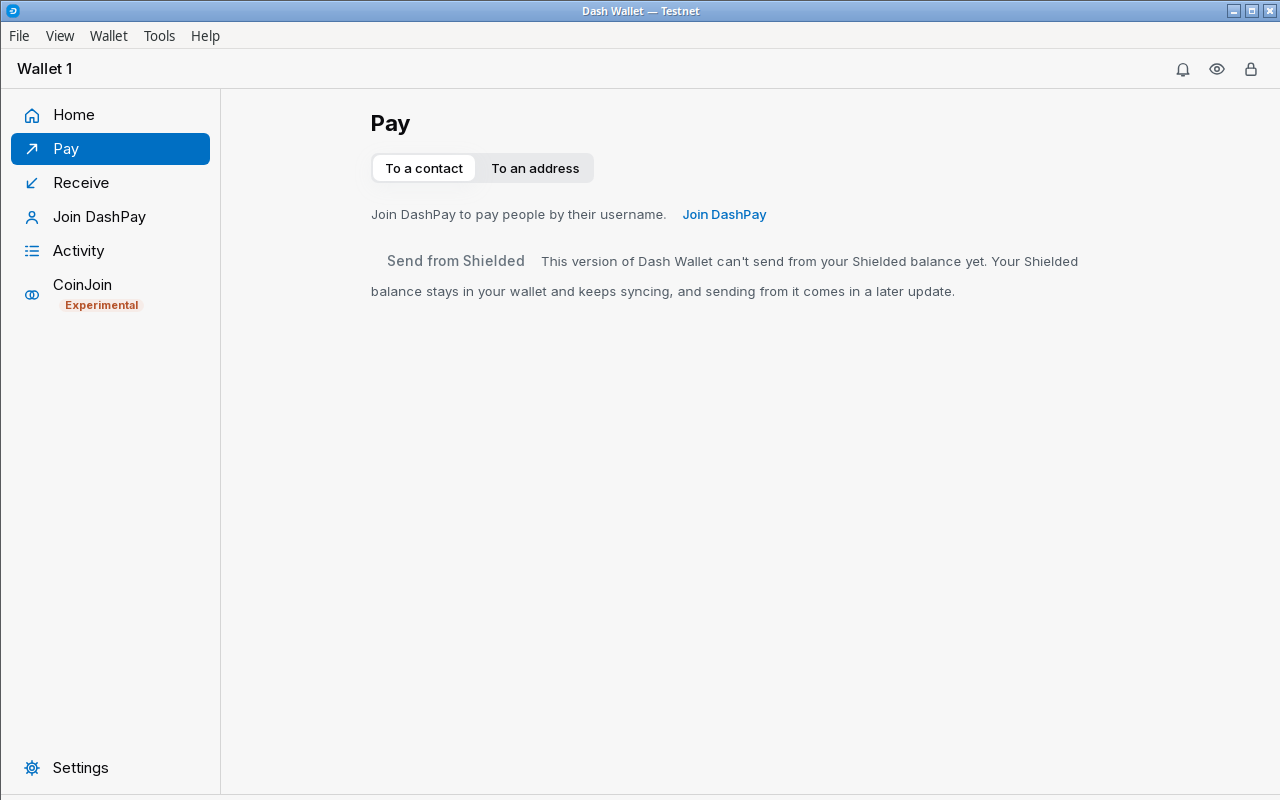 Dash Wallet — Testnet
File View Wallet Tools Help
Wallet 1
Home
Pay
Receive
Join DashPay
Activity
CoinJoin
Experimental
Settings
Pay
To a contact To an address
Join DashPay to pay people by their username. Join DashPay
Send from Shielded This version of Dash Wallet can't send from your Shielded balance yet. Your Shielded
balance stays in your wallet and keeps syncing, and sending from it comes in a later update.